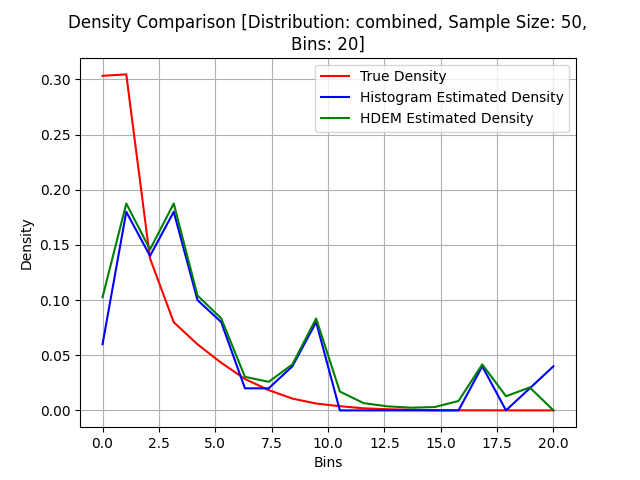 Density Comparison [Distribution: combined, Sample Size: 50,
Bins: 20]
True Density
Histogram Estimated Density
HDEM Estimated Density
Density
0.30
0.25
0.20
0.15
0.10
0.05
0.00
0.0 2.5 5.0 7.5 10.0 12.5 15.0 17.5 20.0
Bins